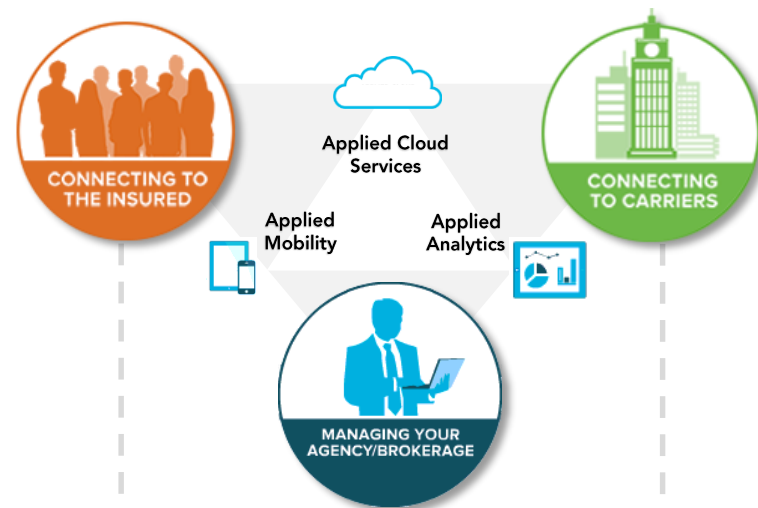 CONNECTING TO
THE INSURED
Applied Cloud
Services
CONNECTING
TO CARRIERS
Applied
Mobility
Applied
Analytics
MANAGING YOUR
AGENCY/BROKERAGE